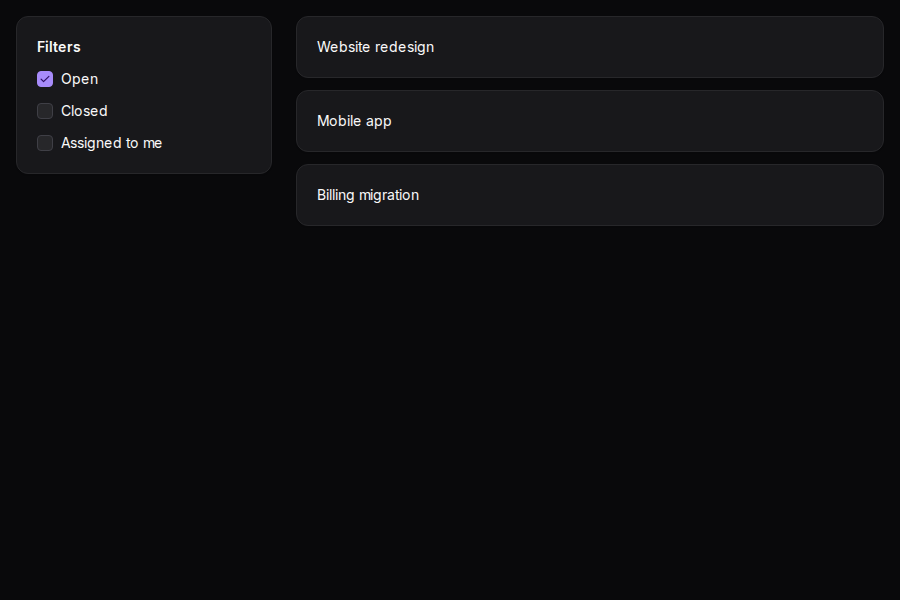 Filters
Open
Closed
Assigned to me
Website redesign
Mobile app
Billing migration